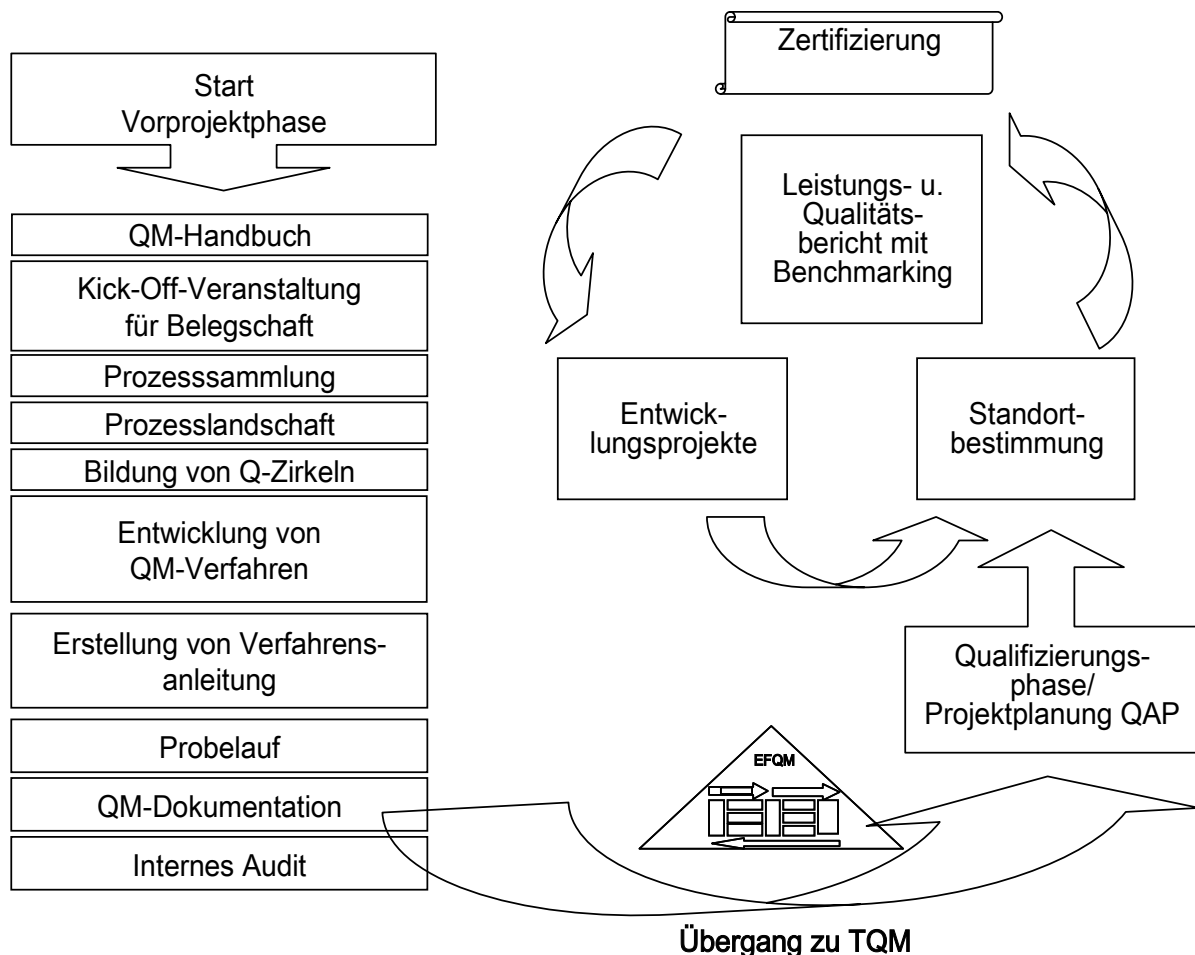 Start
Vorprojektphase
QM-Handbuch
Kick-Off-Veranstaltung
für Belegschaft
Prozesssammlung
Prozesslandschaft
Bildung von Q-Zirkeln
Entwicklung von
QM-Verfahren
Erstellung von Verfahrens-
anleitung
Probelauf
QM-Dokumentation
Internes Audit
Zertifizierung
Leistungs- u.
Qualitäts-
bericht mit
Benchmarking
Entwick-
lungsprojekte
Standort-
bestimmung
Qualifizierungs-
phase/
Projektplanung QAP
EFQM
Übergang zu TQM